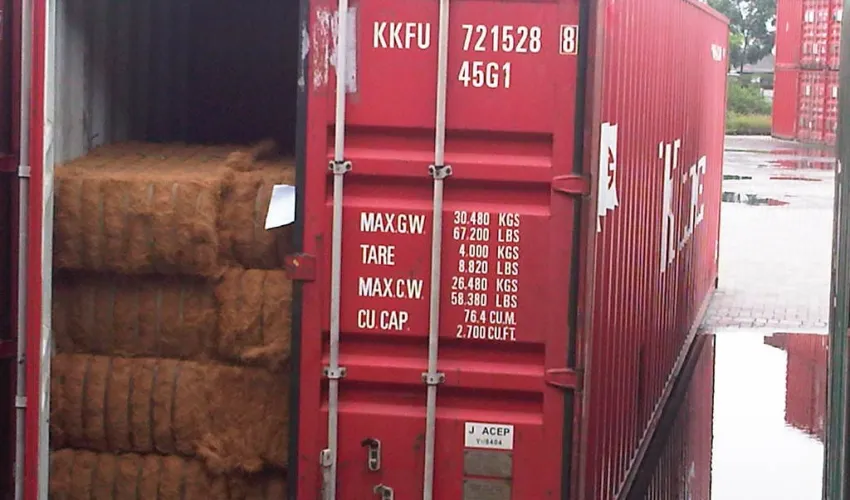 KKFU 721528 8
45G1
MAX.G.W. 30.480 KGS
67.200 LBS
TARE 4.000 KGS
8.820 LBS
MAX.C.W. 26.480 KGS
58.380 LBS
CU.CAP. 76.4 CU.M.
2.700 CU.FT.
J ACEP